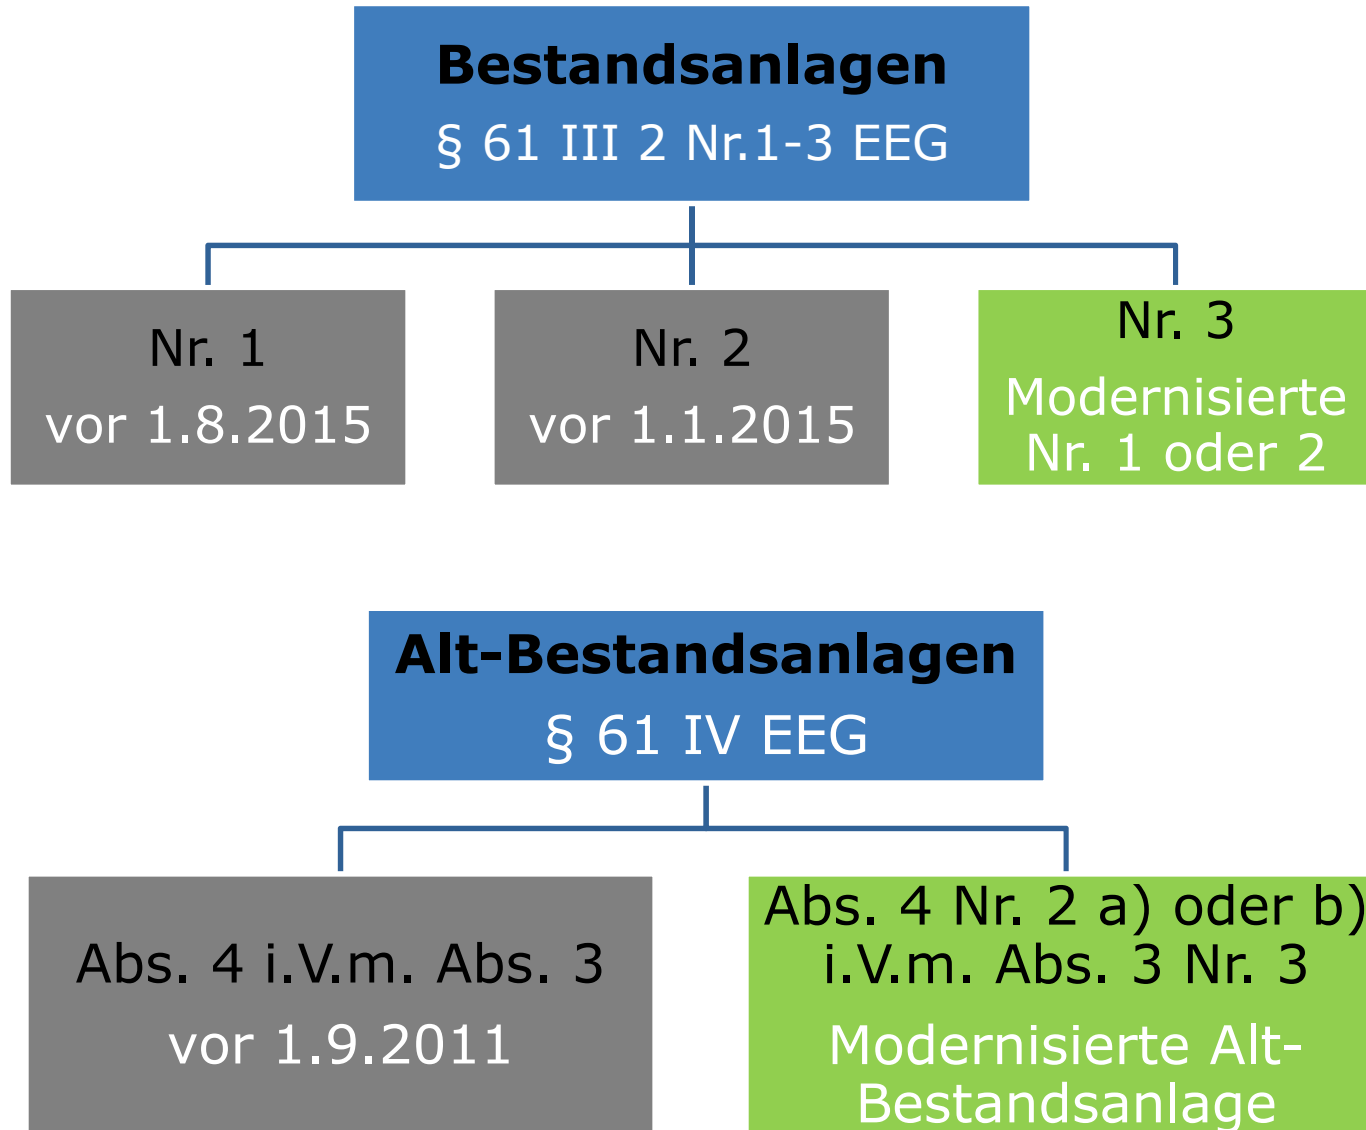 Bestandsanlagen
§ 61 III 2 Nr.1-3 EEG
Nr. 1
vor 1.8.2015
Nr. 2
vor 1.1.2015
Nr. 3
Modernisierte
Nr. 1 oder 2
Alt-Bestandsanlagen
§ 61 IV EEG
Abs. 4 i.V.m. Abs. 3
vor 1.9.2011
Abs. 4 Nr. 2 a) oder b)
i.V.m. Abs. 3 Nr. 3
Modernisierte Alt-
Bestandsanlage